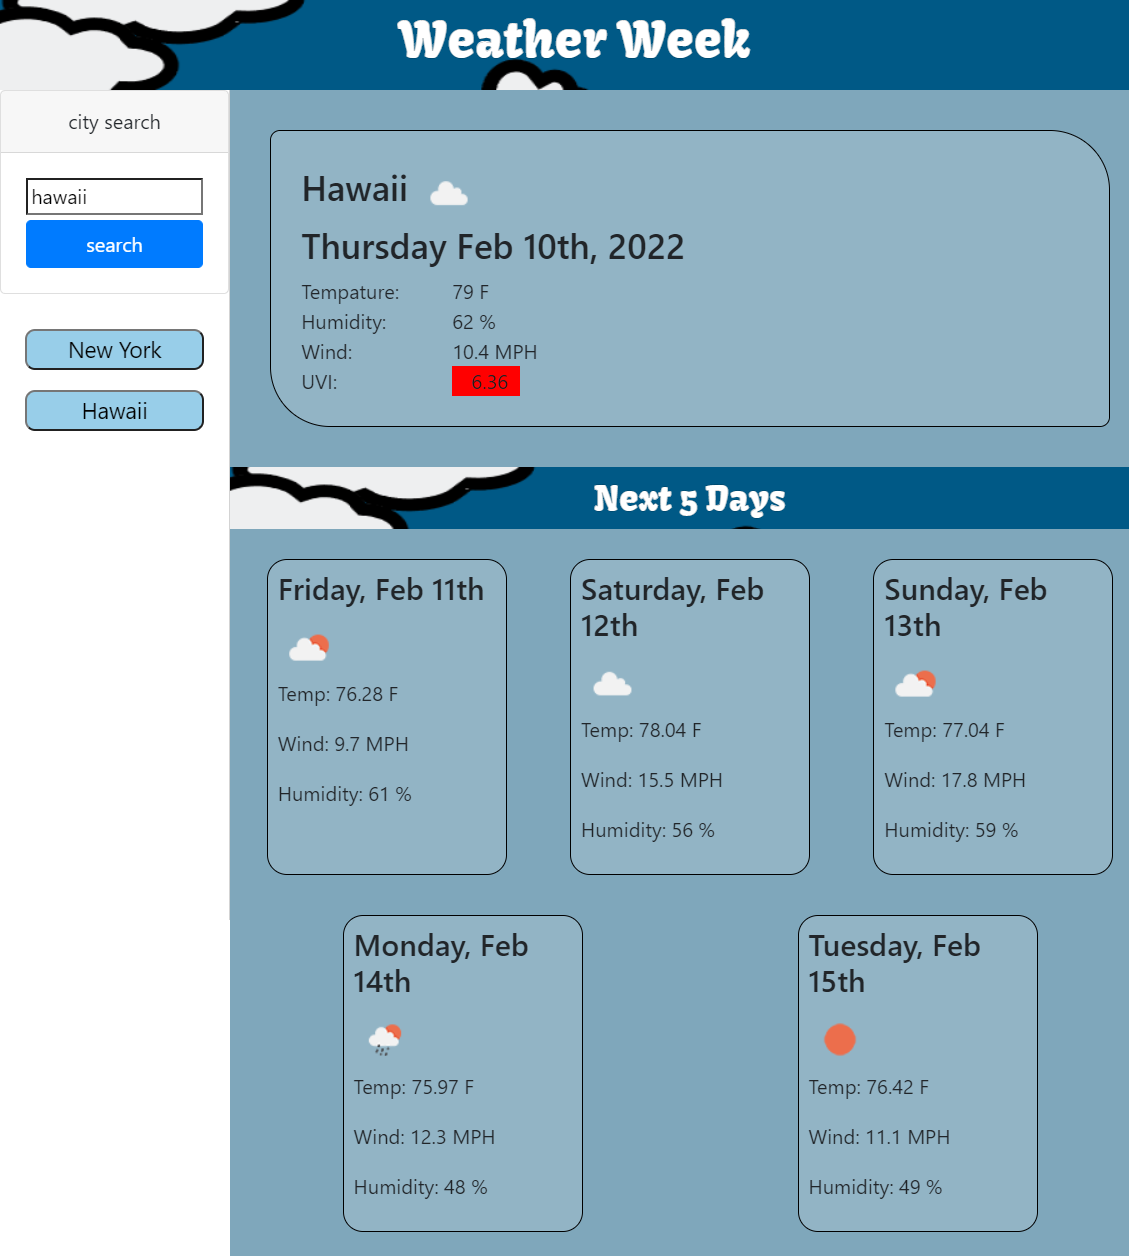 Weather Week
city search
hawaii
search
New York
Hawaii
Hawaii
Thursday Feb 10th, 2022
Tempature: 79 F
Humidity: 62 %
Wind: 10.4 MPH
UVI: 6.36
Next 5 Days
Friday, Feb 11th
Temp: 76.28 F
Wind: 9.7 MPH
Humidity: 61 %
Saturday, Feb
12th
Temp: 78.04 F
Wind: 15.5 MPH
Humidity: 56 %
Sunday, Feb
13th
Temp: 77.04 F
Wind: 17.8 MPH
Humidity: 59 %
Monday, Feb
14th
Temp: 75.97 F
Wind: 12.3 MPH
Humidity: 48 %
Tuesday, Feb
15th
Temp: 76.42 F
Wind: 11.1 MPH
Humidity: 49 %